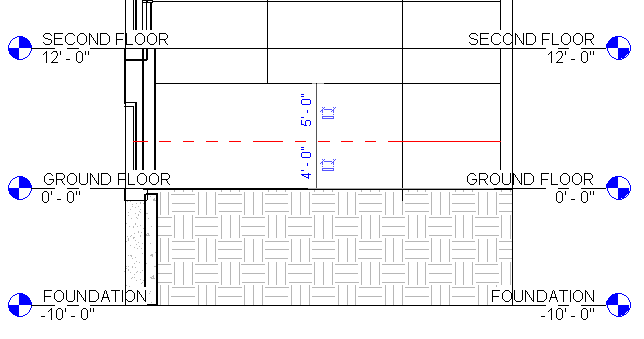 SECOND FLOOR
12' - 0"
SECOND FLOOR
12' - 0"
5' - 0"
4' - 0"
GROUND FLOOR
0' - 0"
GROUND FLOOR
0' - 0"
FOUNDATION
-10' - 0"
FOUNDATION
-10' - 0"